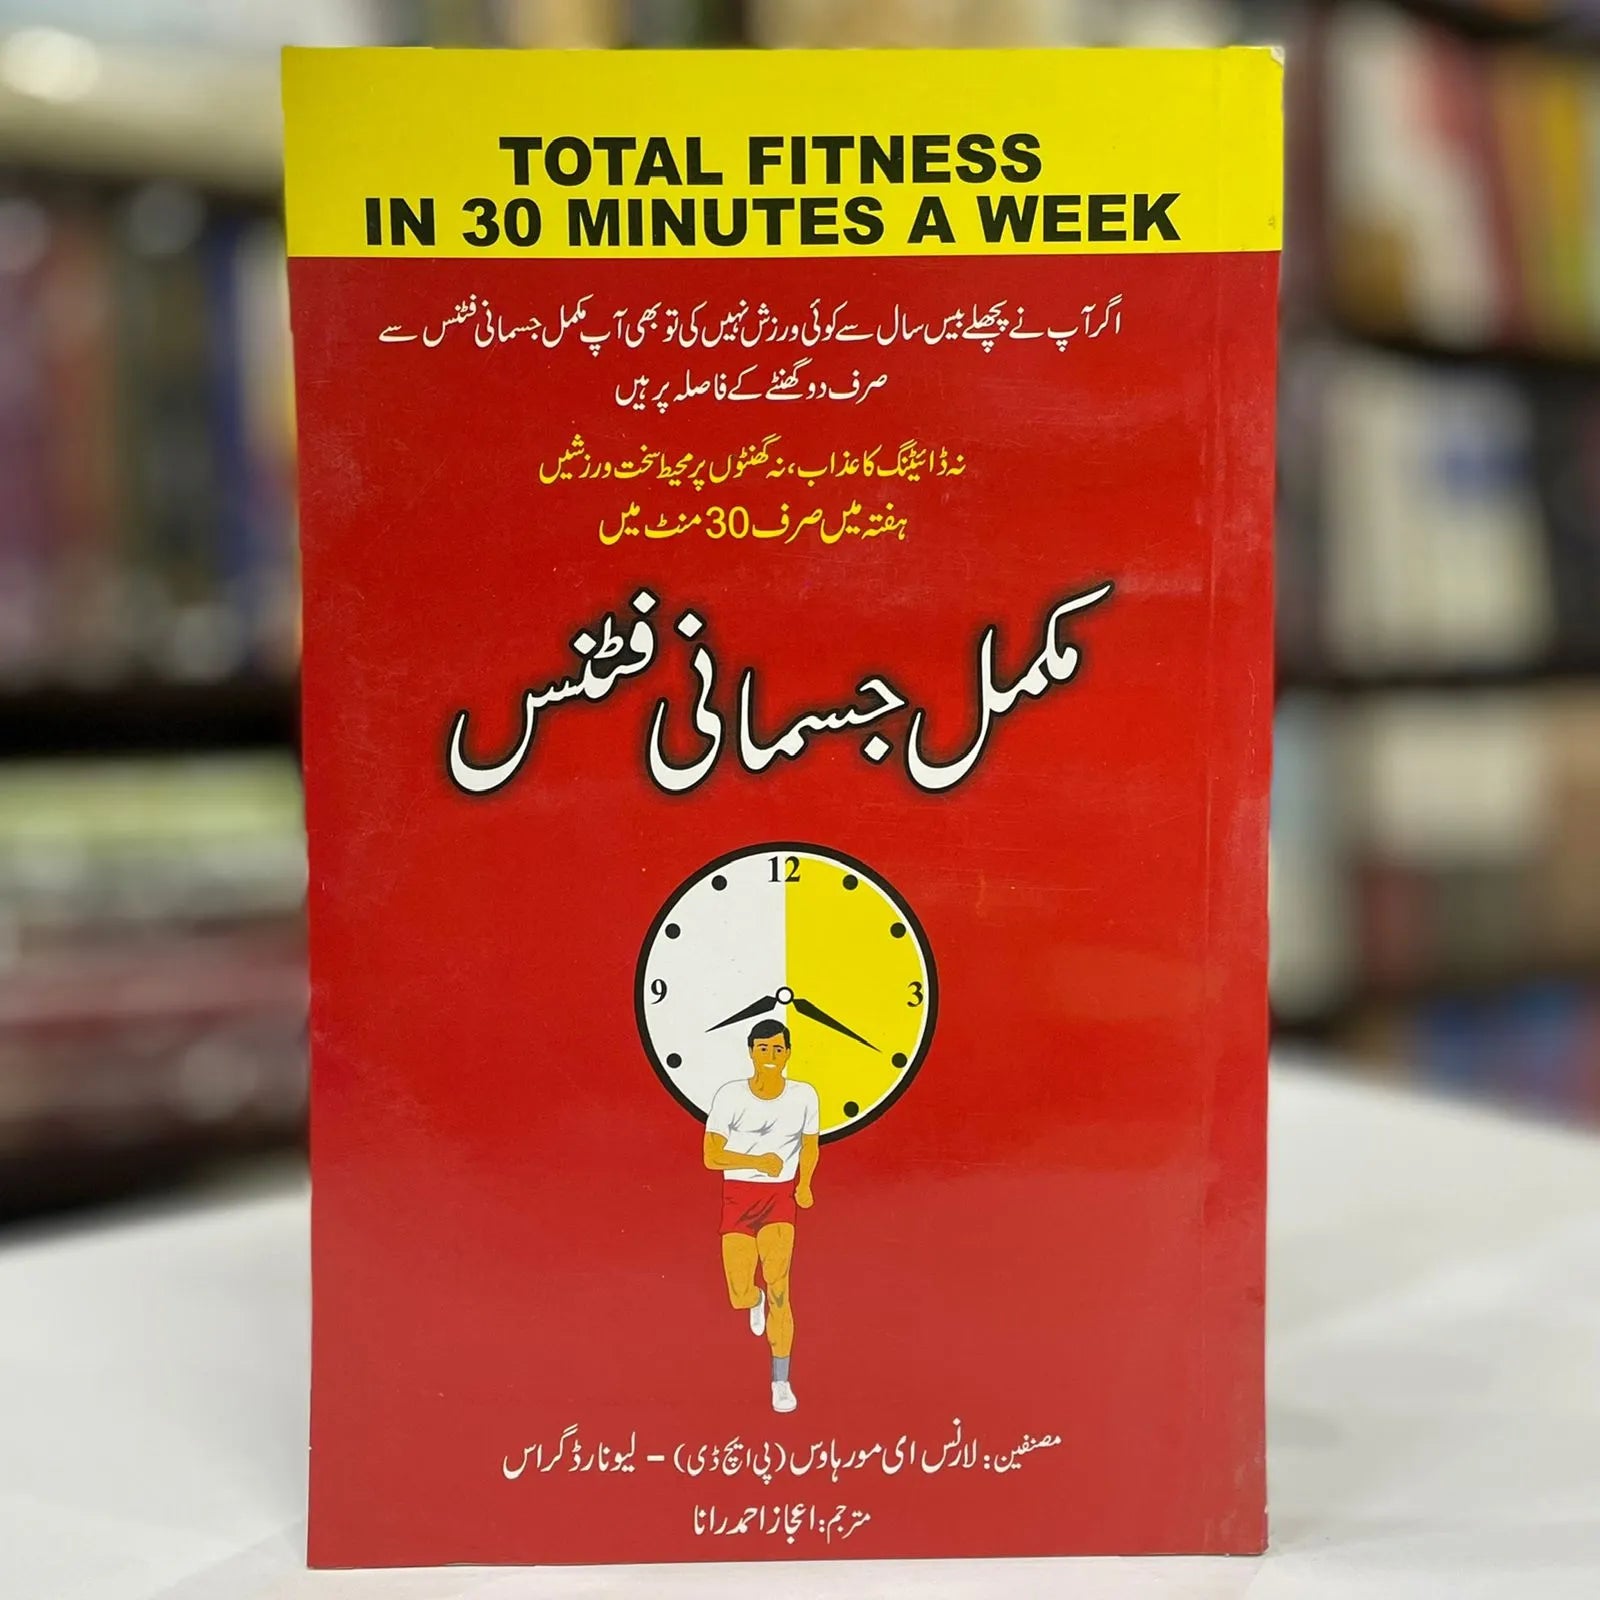 TOTAL FITNESS
IN 30 MINUTES A WEEK
اگر آپ نے پچھلے بیس سال سے کوئی ورزش نہیں کی تو بھی آپ مکمل جسمانی فٹنس سے
صرف دو گھنٹے کے فاصلہ پر ہیں
نہ ڈائیٹنگ کا عذاب، نہ گھنٹوں پر محیط سخت ورزشیں
ہفتہ میں صرف 30 منٹ میں
مکمل جسمانی فٹنس
12
9
3
مصنفین: لارنس ای مورہاوس (پی ایچ ڈی) – لیونارڈ گراس
مترجم: اعجاز احمد رانا